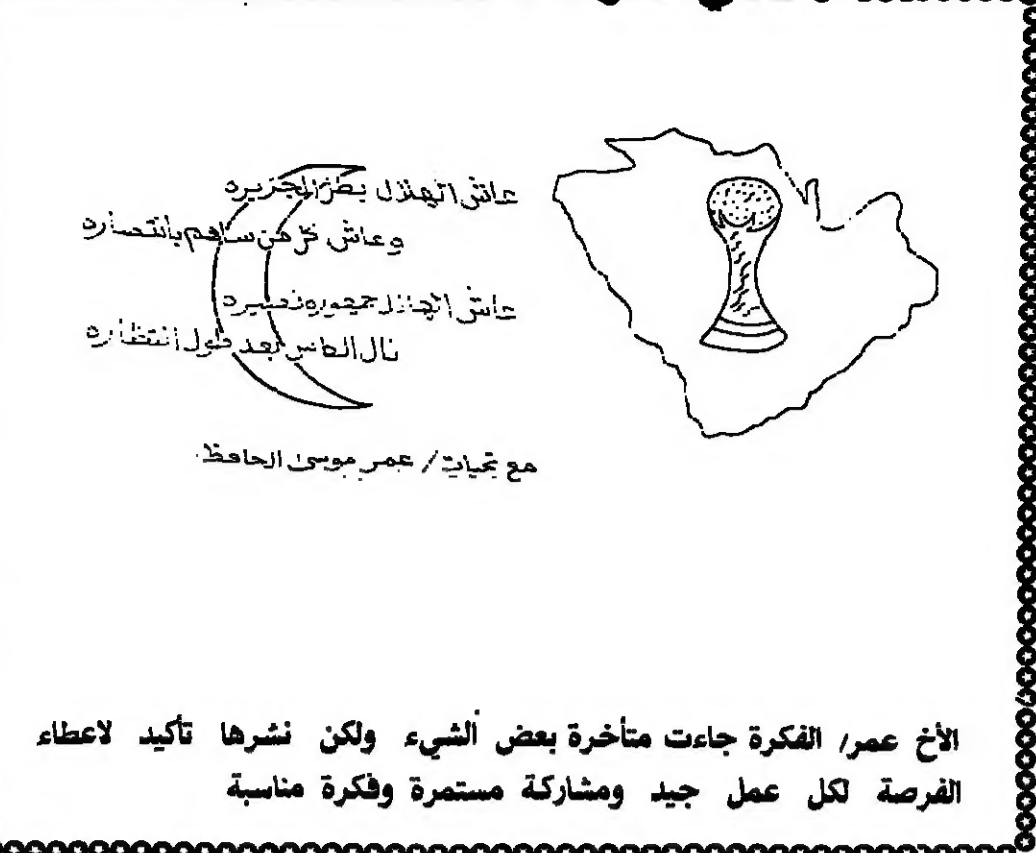 عاش الهلال بطل الجزيره
وعاش كل من ساهم بانتصاره
عاش الهلال جمهوره نصيره
نال الكاس بعد طول انتظاره
مع تحيات / عمر موسى الحافظ
الأخ عمر/ الفكرة جاءت متأخرة بعض الشيء ولكن نشرها تأكيد لاعطاء
الفرصة لكل عمل جيد ومشاركة مستمرة وفكرة مناسبة